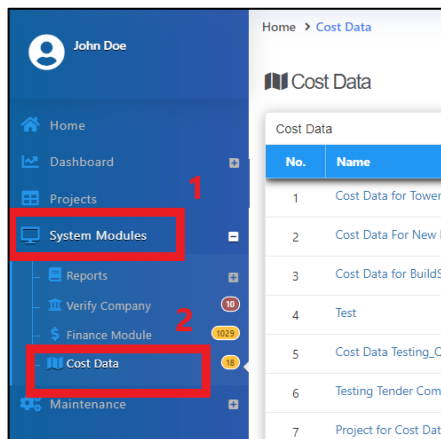 John Doe
Home
Dashboard
Projects
1
System Modules
Reports
Verify Company 10
2
Finance Module 1029
Cost Data 18
Maintenance
Home > Cost Data
Cost Data
Cost Data
No. Name
1 Cost Data for Tower
2 Cost Data For New
3 Cost Data for BuildS
4 Test
5 Cost Data Testing_Q
6 Testing Tender Com
7 Project for Cost Dat